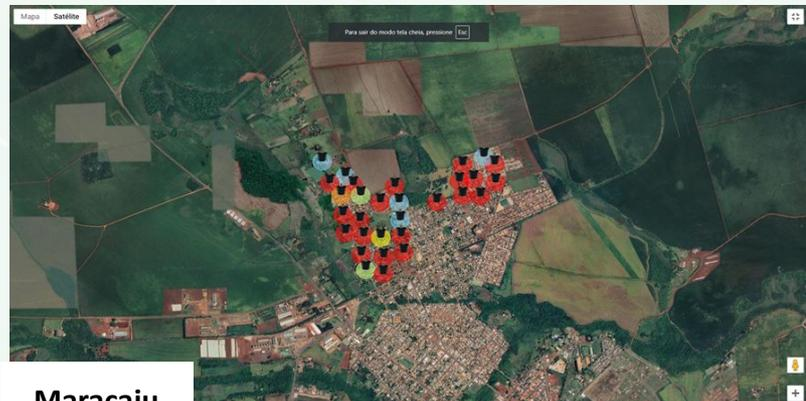 Mapa Satélite
Para sair do modo tela cheia, pressione Esc
Maracaju